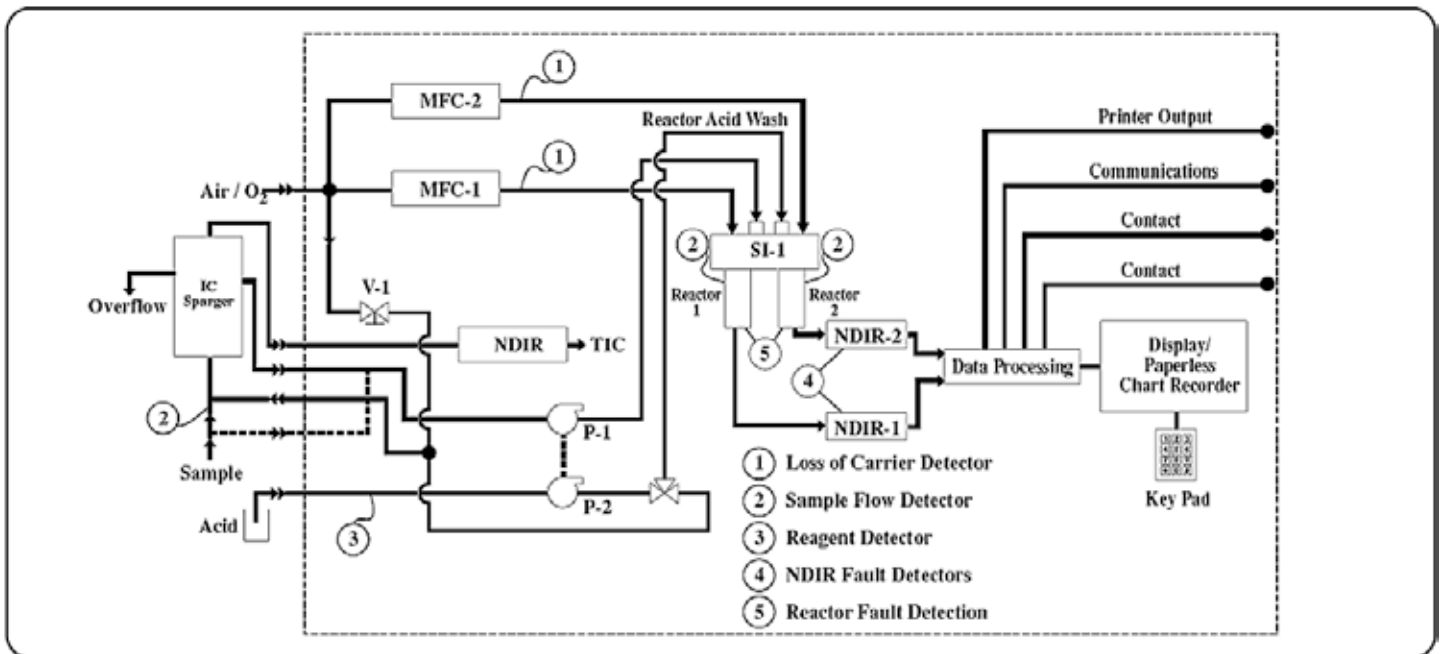 1
MFC-2
Reactor Acid Wash
Printer Output
1
Air / O2
MFC-1
Communications
2
SI-1
2
Contact
IC
Sparger
Overflow
V-1
Reactor
1
Reactor
2
Contact
NDIR
TIC
NDIR-2
5
Data Processing
Display/
Paperless
Chart Recorder
4
2
P-1
NDIR-1
Sample
1 Loss of Carrier Detector
Acid
P-2
2 Sample Flow Detector
Key Pad
3
3 Reagent Detector
4 NDIR Fault Detectors
5 Reactor Fault Detection